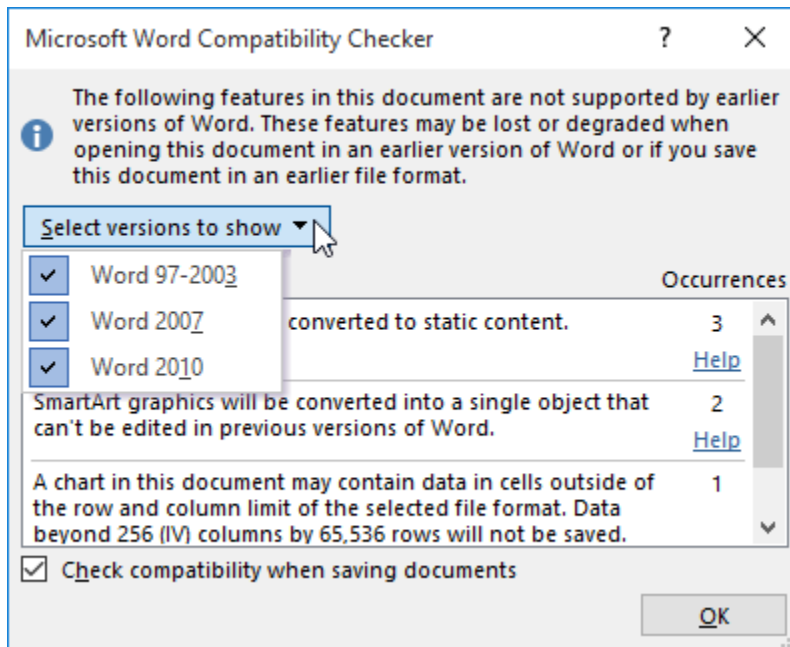 Microsoft Word Compatibility Checker ? 
The following features in this document are not supported by earlier
versions of Word. These features may be lost or degraded when
opening this document in an earlier version of Word or if you save
this document in an earlier file format.
Select versions to show
Word 97-2003
Word 2007
Word 2010
Occurrences
converted to static content. 3
Help
SmartArt graphics will be converted into a single object that 2
can't be edited in previous versions of Word.
Help
A chart in this document may contain data in cells outside of 1
the row and column limit of the selected file format. Data
beyond 256 (IV) columns by 65,536 rows will not be saved.
Check compatibility when saving documents
OK